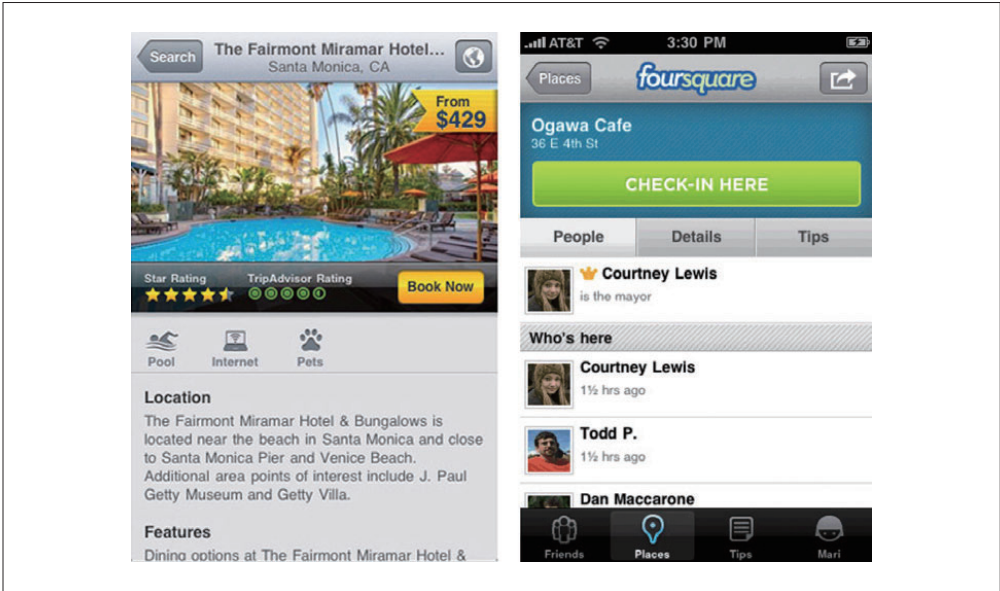 Search
The Fairmont Miramar Hotel...
Santa Monica, CA
From
$429
Star Rating
TripAdvisor Rating
Book Now
Pool
Internet
Pets
Location
The Fairmont Miramar Hotel & Bungalows is
located near the beach in Santa Monica and close
to Santa Monica Pier and Venice Beach.
Additional area points of interest include J. Paul
Getty Museum and Getty Villa.
Features
Dining options at The Fairmont Miramar Hotel &
AT&T
3:30 PM
Places
foursquare
Ogawa Cafe
36 E 4th St
CHECK-IN HERE
People
Details
Tips
Courtney Lewis
is the mayor
Who's here
Courtney Lewis
1½ hrs ago
Todd P.
1½ hrs ago
Dan Maccarone
Friends
Places
Tips
Mari